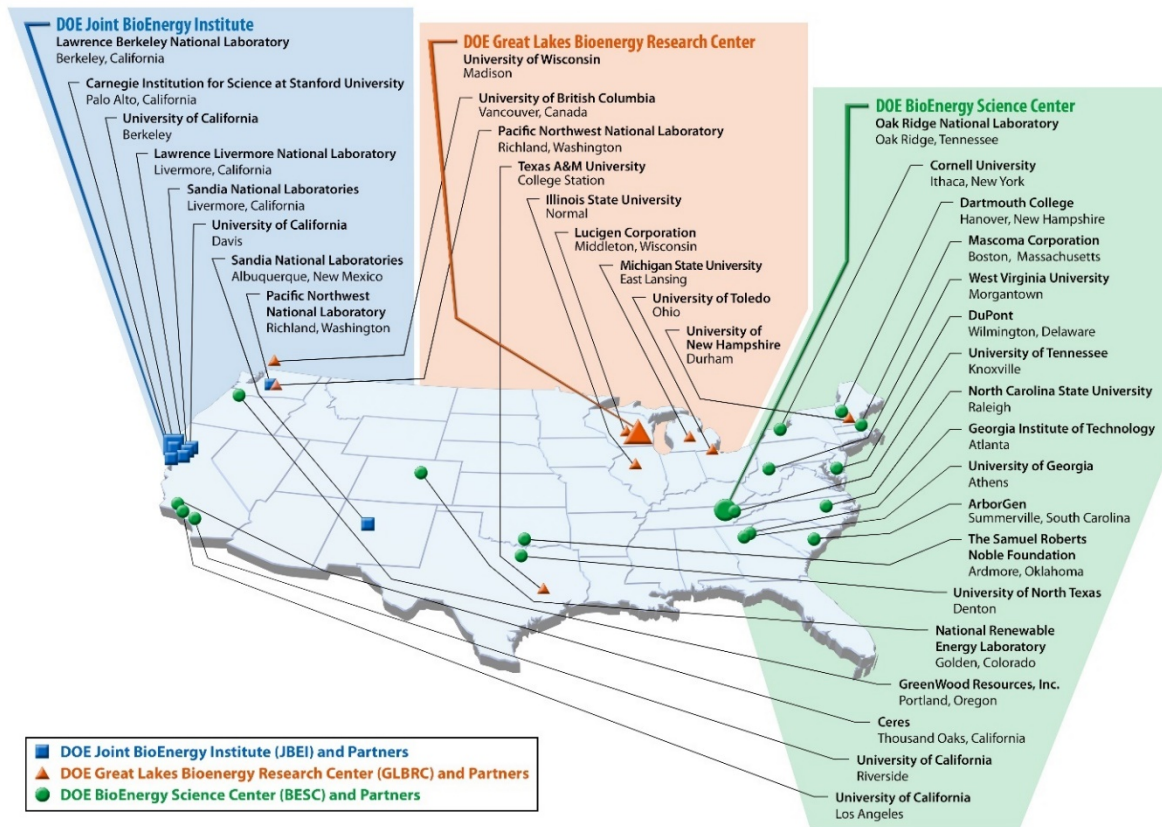 DOE Joint BioEnergy Institute
Lawrence Berkeley National Laboratory
Berkeley, California
Carnegie Institution for Science at Stanford University
Palo Alto, California
University of California
Berkeley
Lawrence Livermore National Laboratory
Livermore, California
Sandia National Laboratories
Livermore, California
University of California
Davis
Sandia National Laboratories
Albuquerque, New Mexico
Pacific Northwest
National Laboratory
Richland, Washington
DOE Great Lakes Bioenergy Research Center
University of Wisconsin
Madison
University of British Columbia
Vancouver, Canada
Pacific Northwest National Laboratory
Richland, Washington
Texas A&M University
College Station
Illinois State University
Normal
Lucigen Corporation
Middleton, Wisconsin
Michigan State University
East Lansing
University of Toledo
Ohio
University of
New Hampshire
Durham
DOE BioEnergy Science Center
Oak Ridge National Laboratory
Oak Ridge, Tennessee
Cornell University
Ithaca, New York
Dartmouth College
Hanover, New Hampshire
Mascoma Corporation
Boston, Massachusetts
West Virginia University
Morgantown
DuPont
Wilmington, Delaware
University of Tennessee
Knoxville
North Carolina State University
Raleigh
Georgia Institute of Technology
Atlanta
University of Georgia
Athens
ArborGen
Summerville, South Carolina
The Samuel Roberts
Noble Foundation
Ardmore, Oklahoma
University of North Texas
Denton
National Renewable
Energy Laboratory
Golden, Colorado
GreenWood Resources, Inc.
Portland, Oregon
Ceres
Thousand Oaks, California
University of California
Riverside
University of California
Los Angeles
DOE Joint BioEnergy Institute (JBEI) and Partners
DOE Great Lakes Bioenergy Research Center (GLBRC) and Partners
DOE BioEnergy Science Center (BESC) and Partners